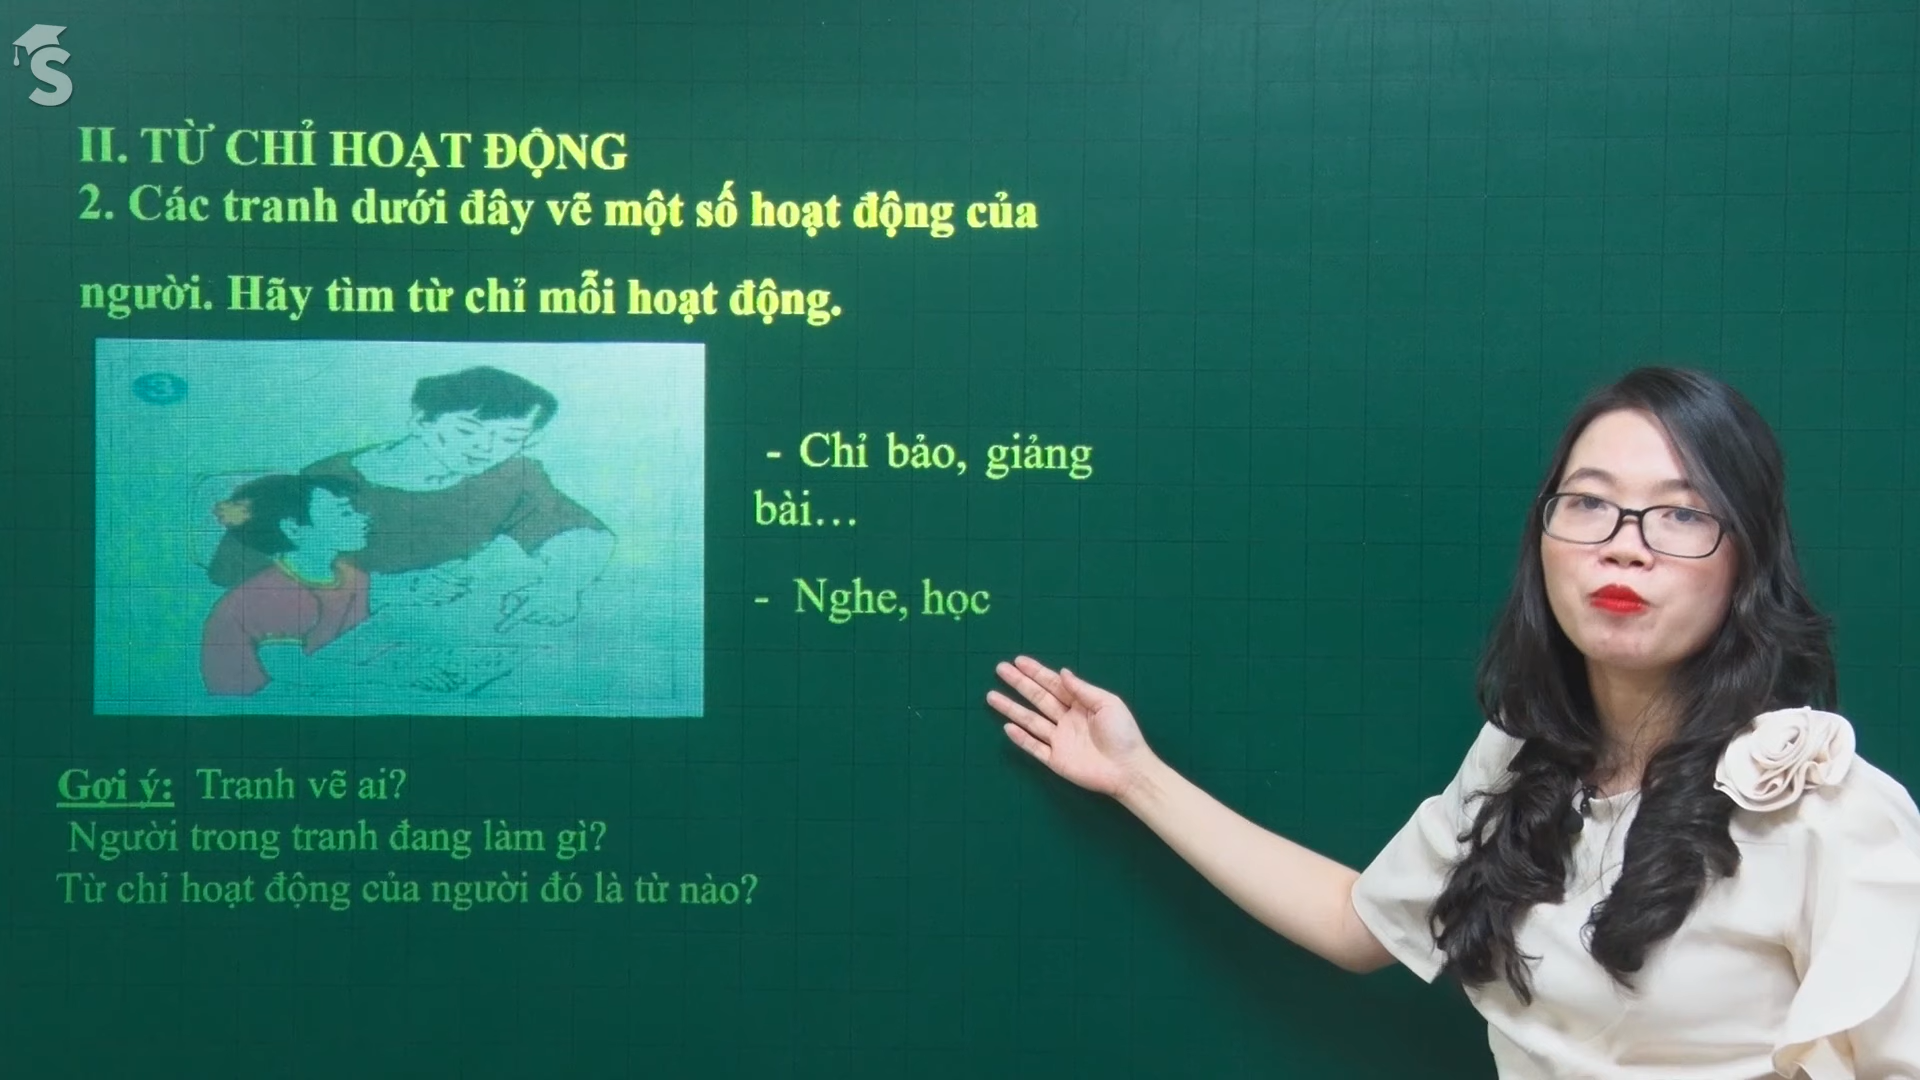 S
II. TỪ CHỈ HOẠT ĐỘNG
2. Các tranh dưới đây vẽ một số hoạt động của
người. Hãy tìm từ chỉ mỗi hoạt động.
3
- Chỉ bảo, giảng
bài...
- Nghe, học
Gợi ý: Tranh vẽ ai?
Người trong tranh đang làm gì?
Từ chỉ hoạt động của người đó là từ nào?